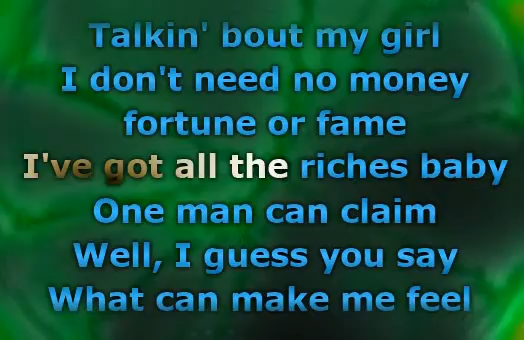 Talkin' bout my girl
I don't need no money
fortune or fame
I've got all the riches baby
One man can claim
Well, I guess you say
What can make me feel